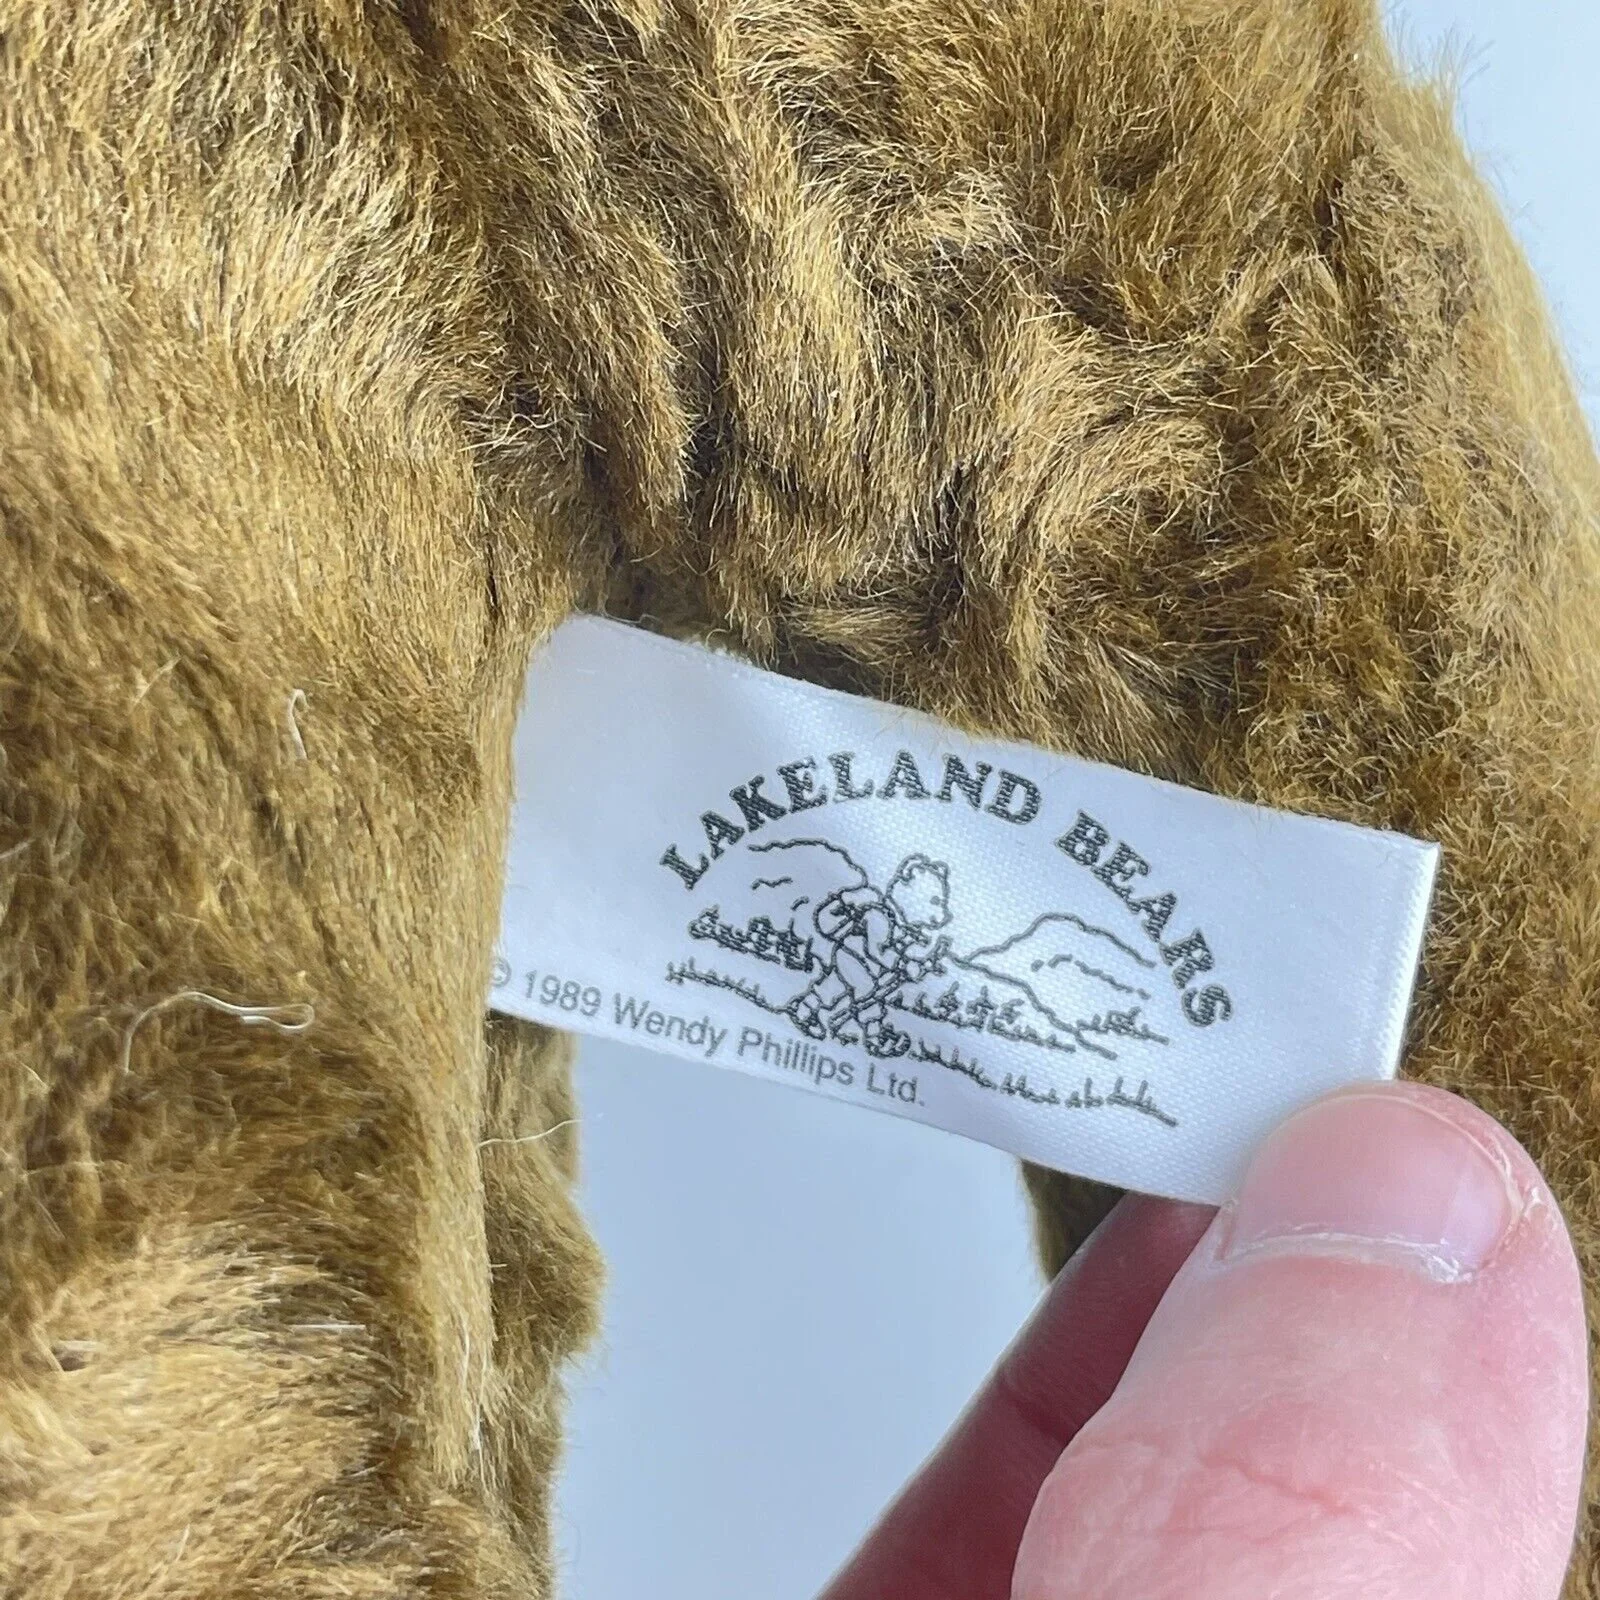 LAKELAND BEARS
© 1989 Wendy Phillips Ltd.